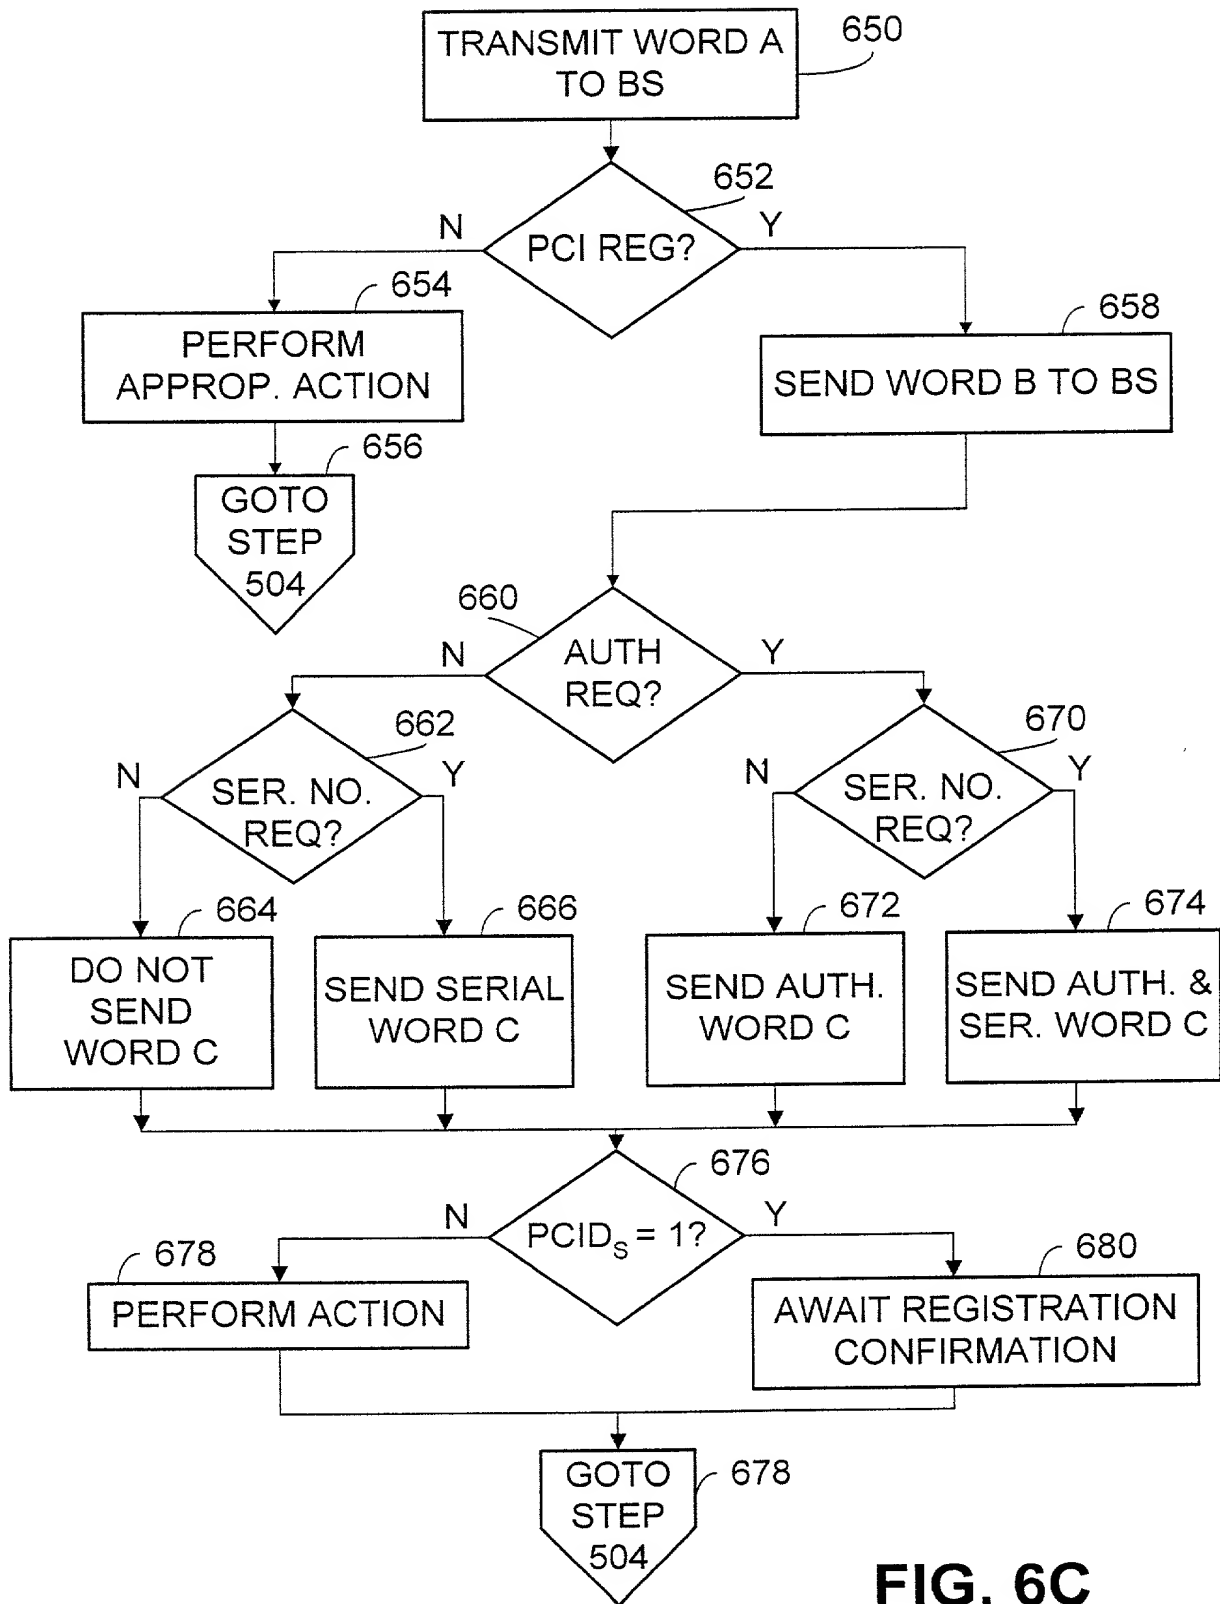 TRANSMIT WORD A
TO BS
650
652
N
PCI REG?
Y
654
PERFORM
APPROP. ACTION
658
SEND WORD B TO BS
656
GOTO
STEP
504
660
N
AUTH
REQ?
Y
662
N
SER. NO.
REQ?
Y
670
N
SER. NO.
REQ?
Y
664
DO NOT
SEND
WORD C
666
SEND SERIAL
WORD C
672
SEND AUTH.
WORD C
674
SEND AUTH. &
SER. WORD C
676
N
PCIDS = 1?
Y
678
PERFORM ACTION
680
AWAIT REGISTRATION
CONFIRMATION
GOTO
STEP
504
678
FIG. 6C